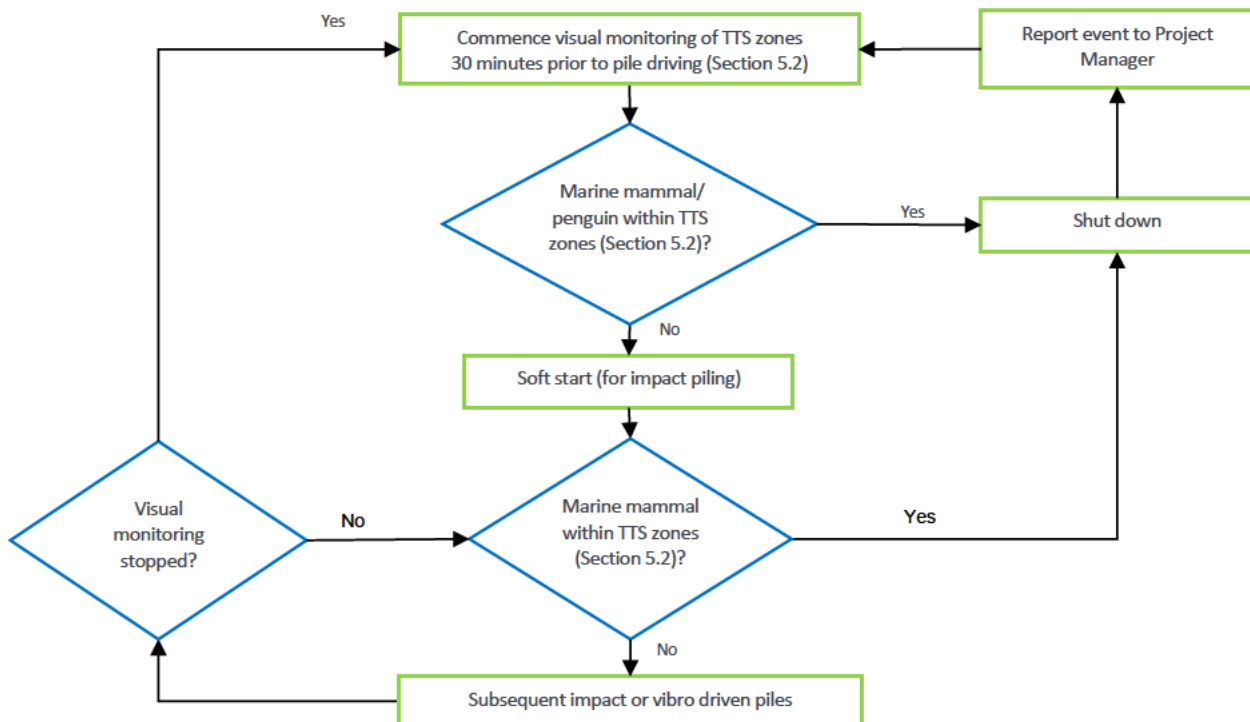 Yes
Commence visual monitoring of TTS zones
30 minutes prior to pile driving (Section 5.2)
Report event to Project
Manager
Marine mammal/
penguin within TTS
zones (Section 5.2)?
Yes
Shut down
No
Soft start (for impact piling)
Visual
monitoring
stopped?
No
Marine mammal
within TTS zones
(Section 5.2)?
Yes
No
Subsequent impact or vibro driven piles